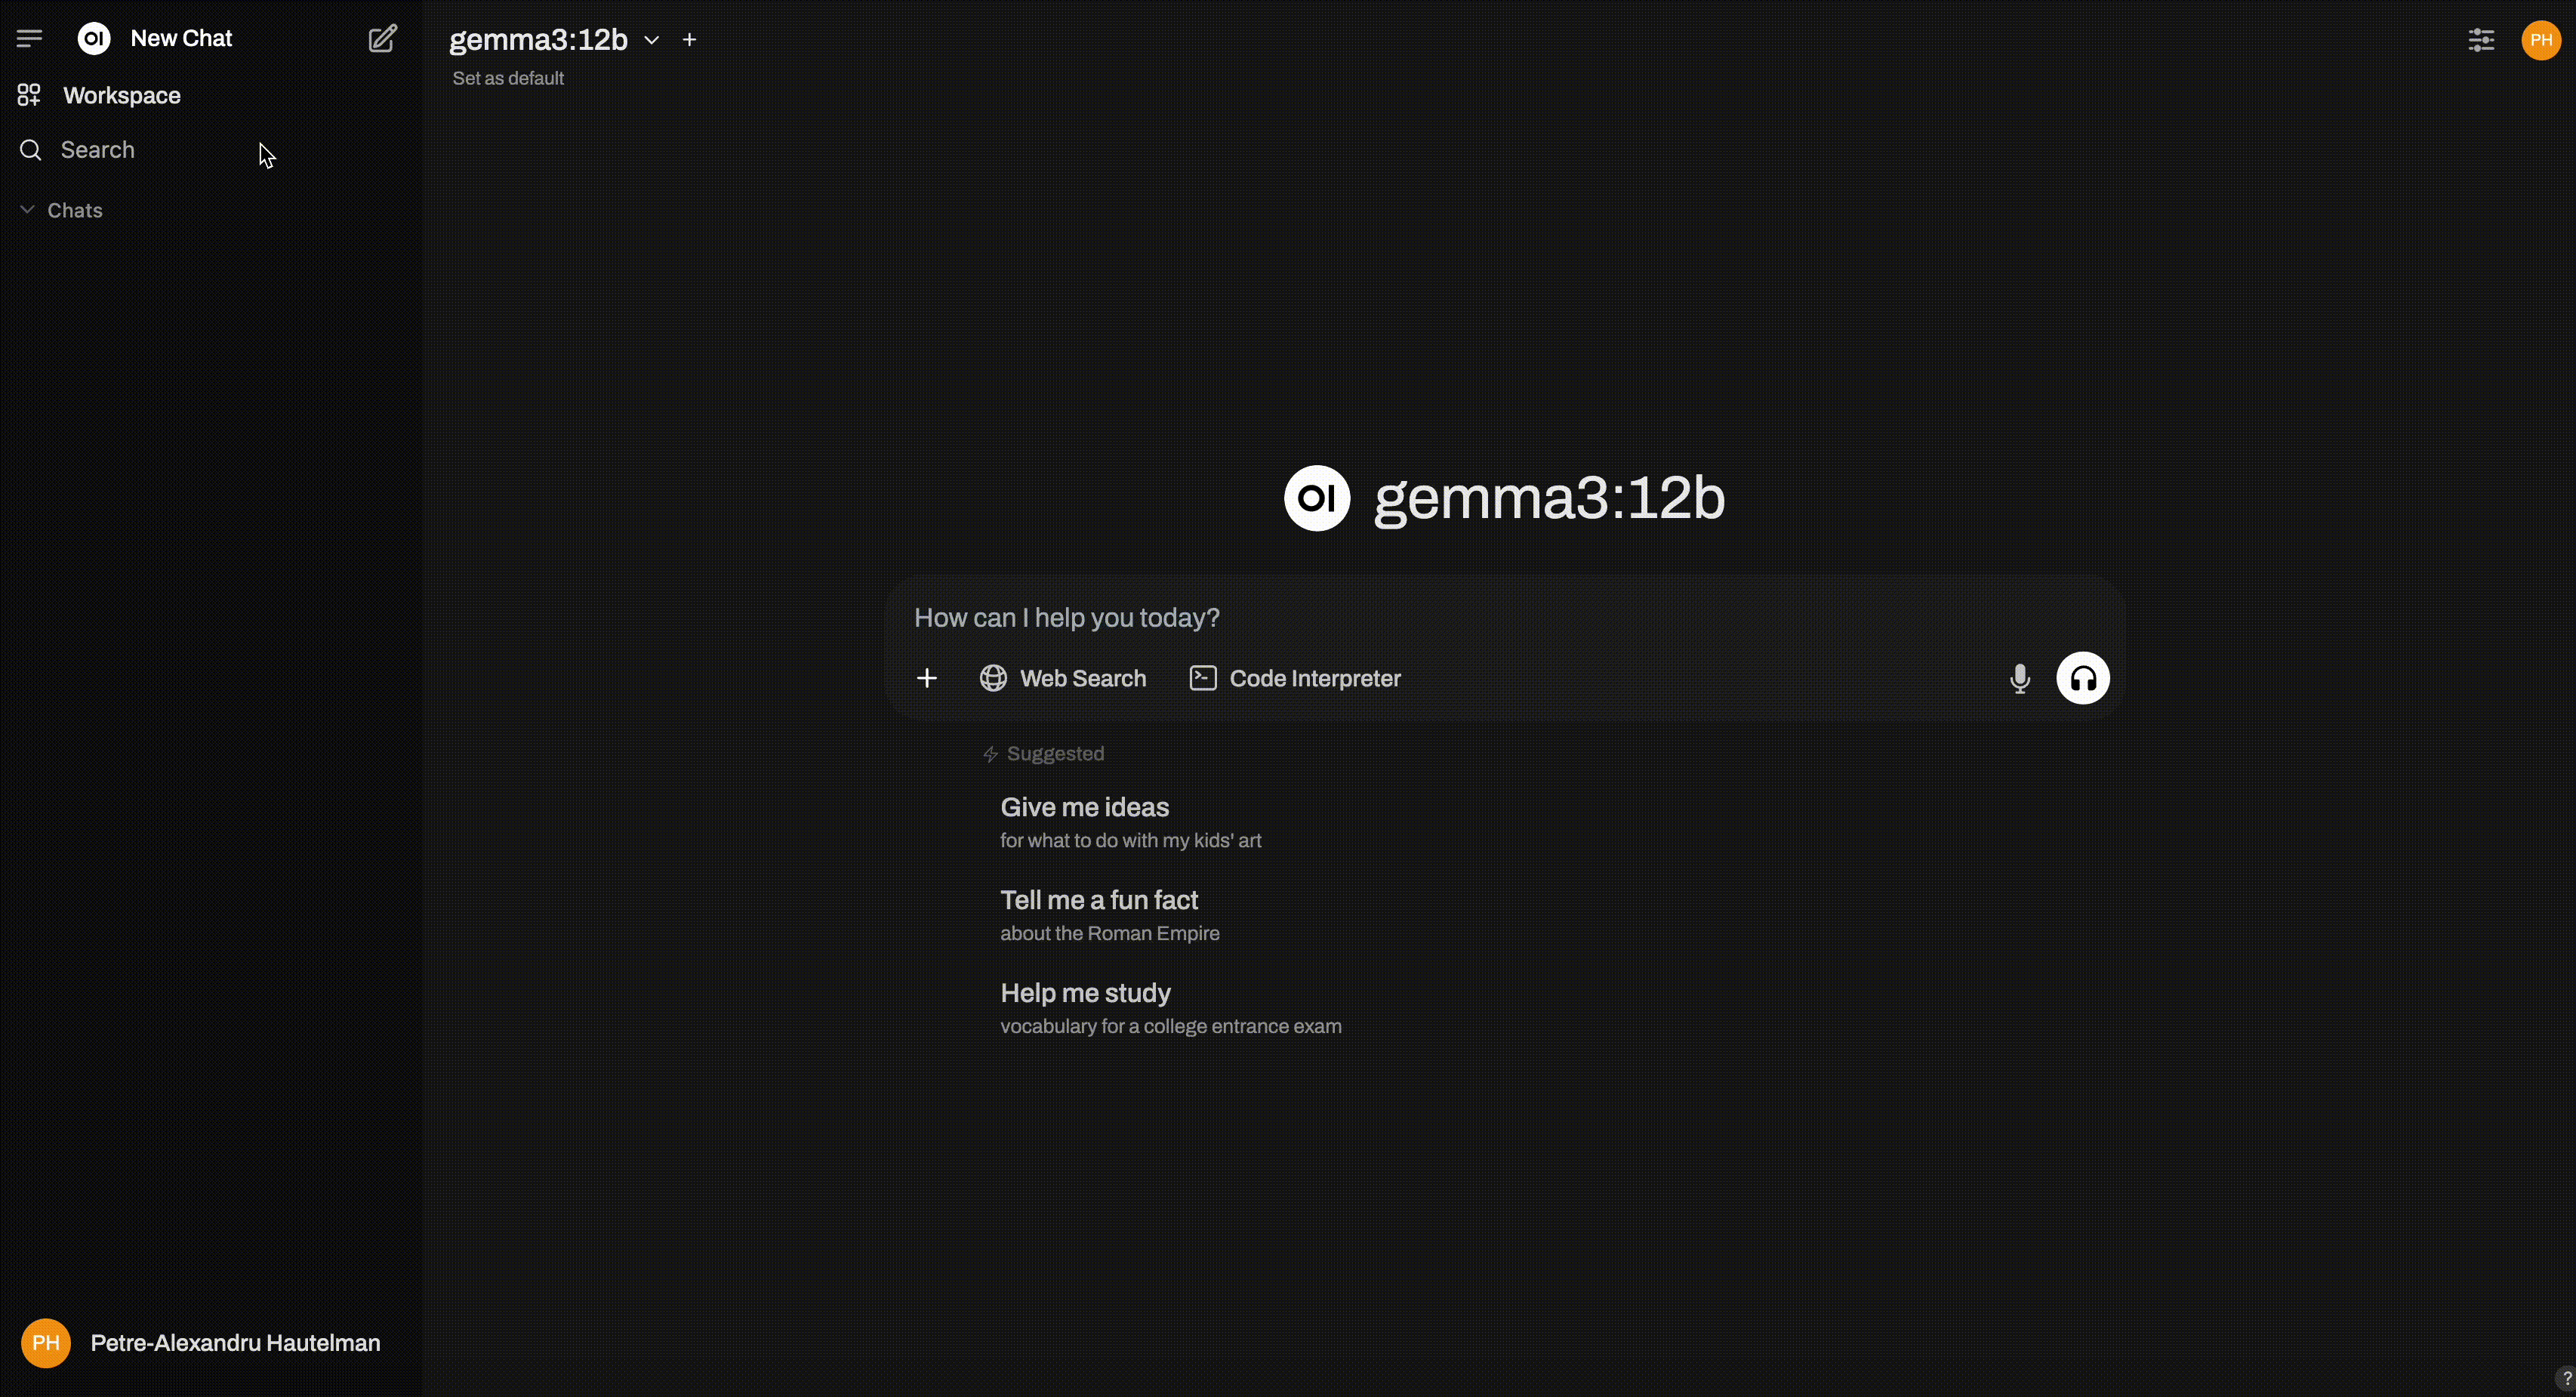 OI New Chat
Workspace
Search
Chats
Petre-Alexandru Hautelman
PH
gemma3:12b
Set as default
PH
OI gemma3:12b
How can I help you today?
Web Search
Code Interpreter
Suggested
Give me ideas
for what to do with my kids' art
Tell me a fun fact
about the Roman Empire
Help me study
vocabulary for a college entrance exam
?